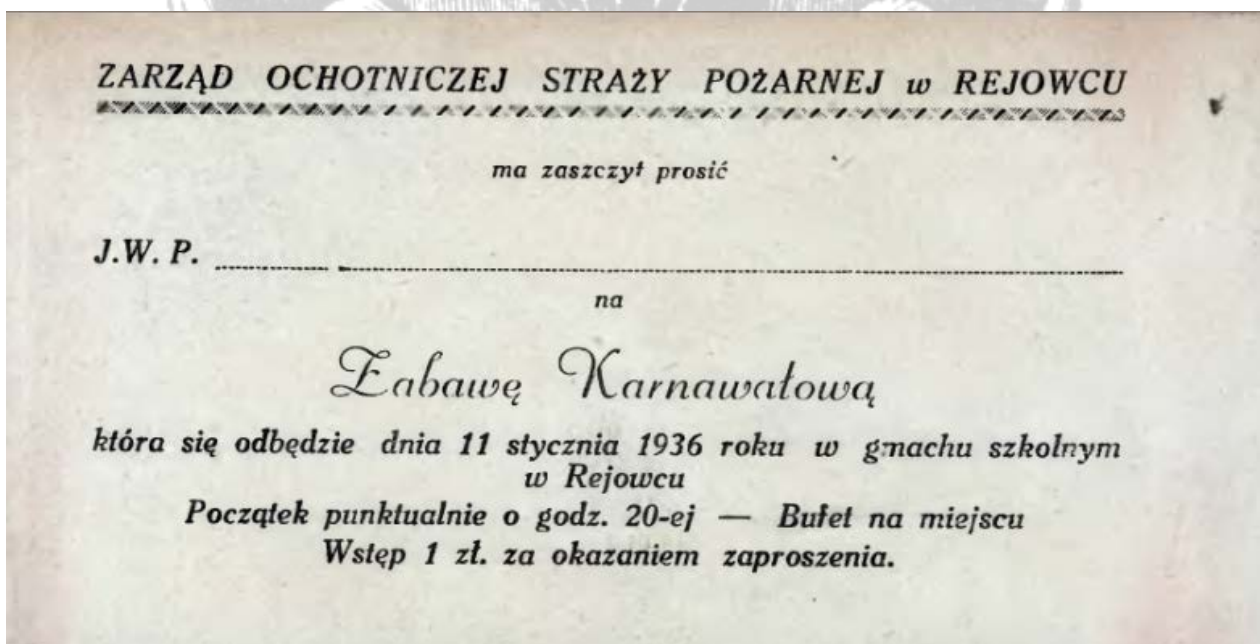 ZARZĄD OCHOTNICZEJ STRAŻY POŻARNEJ w REJOWCU
ma zaszczyt prosić
J.W. P.
na
Zabawę Karnawałową
która się odbędzie dnia 11 stycznia 1936 roku w gmachu szkolnym
w Rejowcu
Początek punktualnie o godz. 20-ej — Bufet na miejscu
Wstęp 1 zł. za okazaniem zaproszenia.